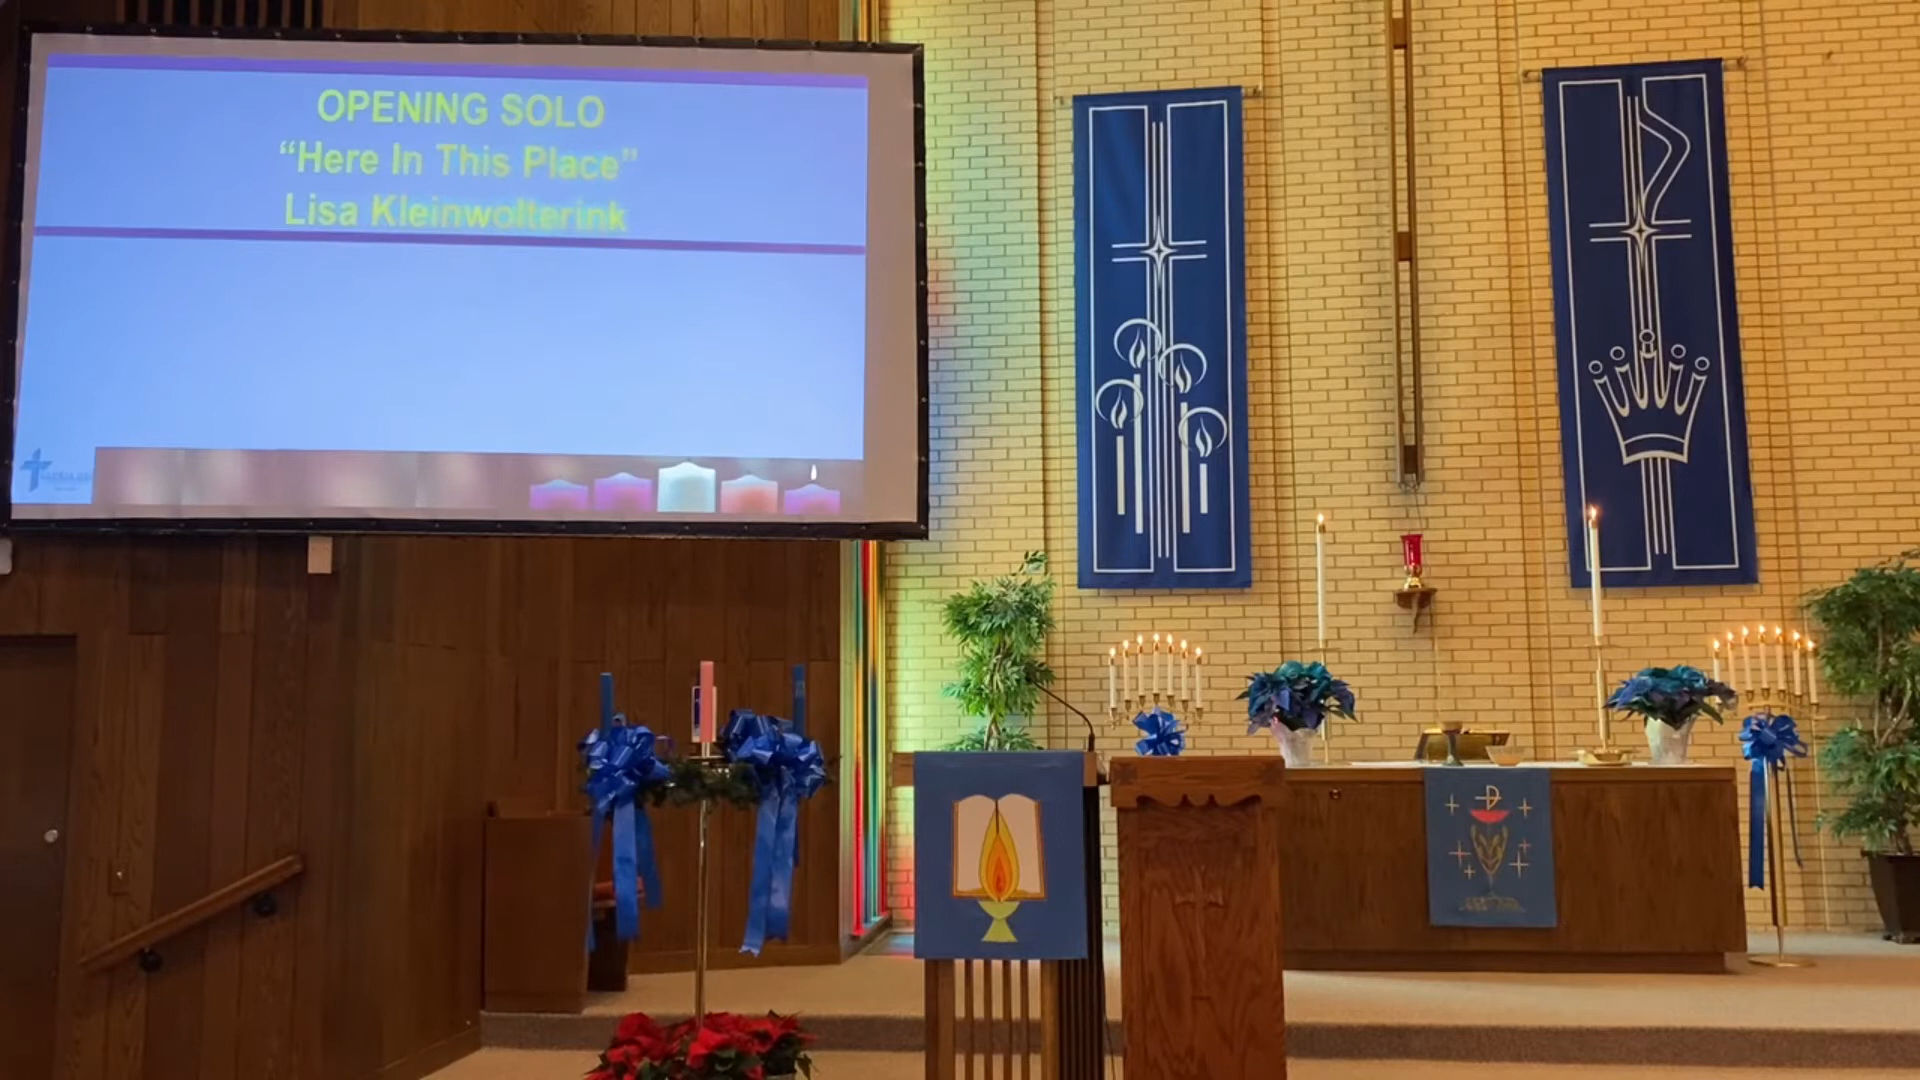 OPENING SOLO
“Here In This Place”
Lisa Kleinwolterink